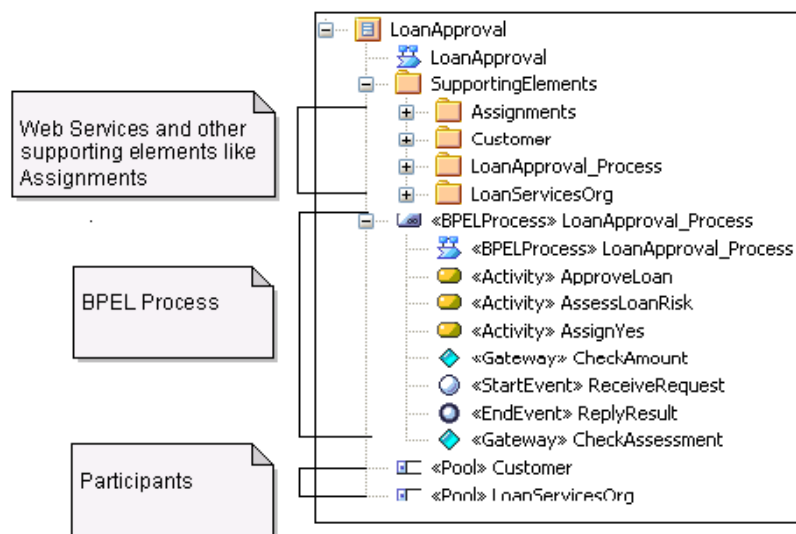 LoanApproval
LoanApproval
SupportingElements
Assignments
Customer
LoanApproval_Process
LoanServicesOrg
«BPELProcess» LoanApproval_Process
«BPELProcess» LoanApproval_Process
«Activity» ApproveLoan
«Activity» AssessLoanRisk
«Activity» AssignYes
«Gateway» CheckAmount
«StartEvent» ReceiveRequest
«EndEvent» ReplyResult
«Gateway» CheckAssessment
«Pool» Customer
«Pool» LoanServicesOrg
Web Services and other
supporting elements like
Assignments
BPEL Process
Participants